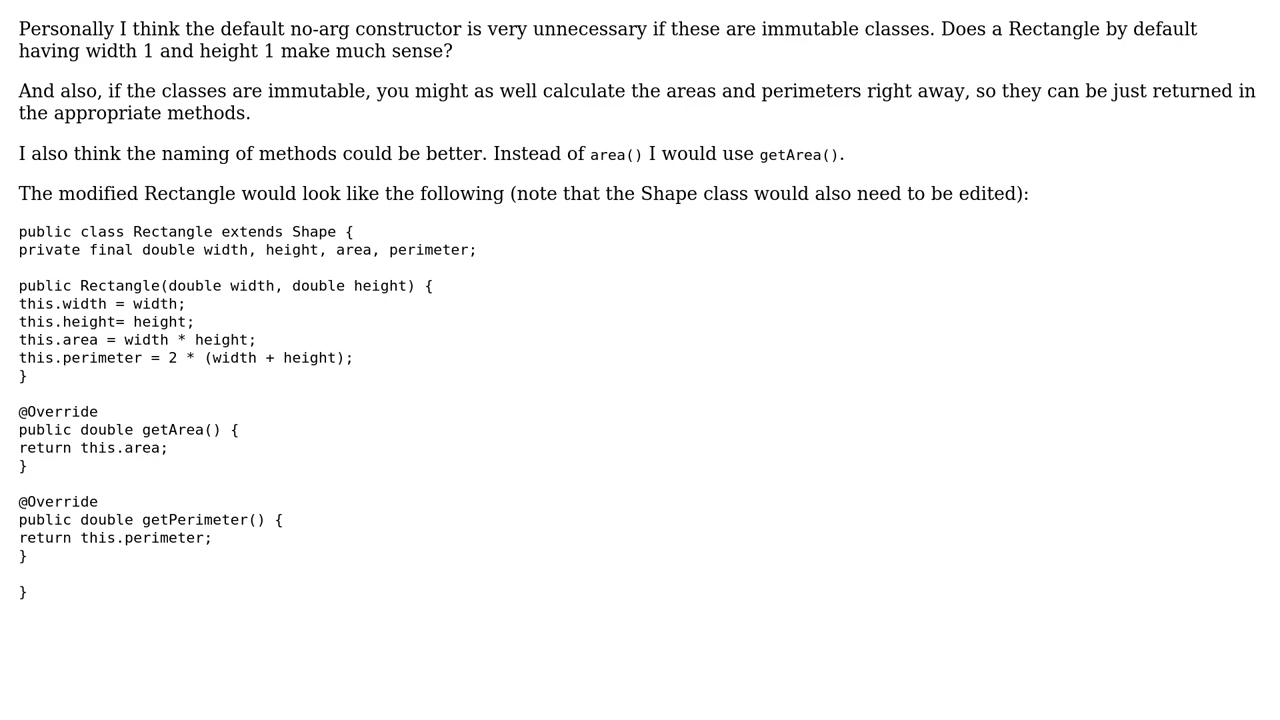 Personally I think the default no-arg constructor is very unnecessary if these are immutable classes. Does a Rectangle by default
having width 1 and height 1 make much sense?
And also, if the classes are immutable, you might as well calculate the areas and perimeters right away, so they can be just returned in
the appropriate methods.
I also think the naming of methods could be better. Instead of area() I would use getArea().
The modified Rectangle would look like the following (note that the Shape class would also need to be edited):
public class Rectangle extends Shape {
private final double width, height, area, perimeter;
public Rectangle(double width, double height) {
this.width = width;
this.height= height;
this.area = width * height;
this.perimeter = 2 * (width + height);
}
@Override
public double getArea() {
return this.area;
}
@Override
public double getPerimeter() {
return this.perimeter;
}
}